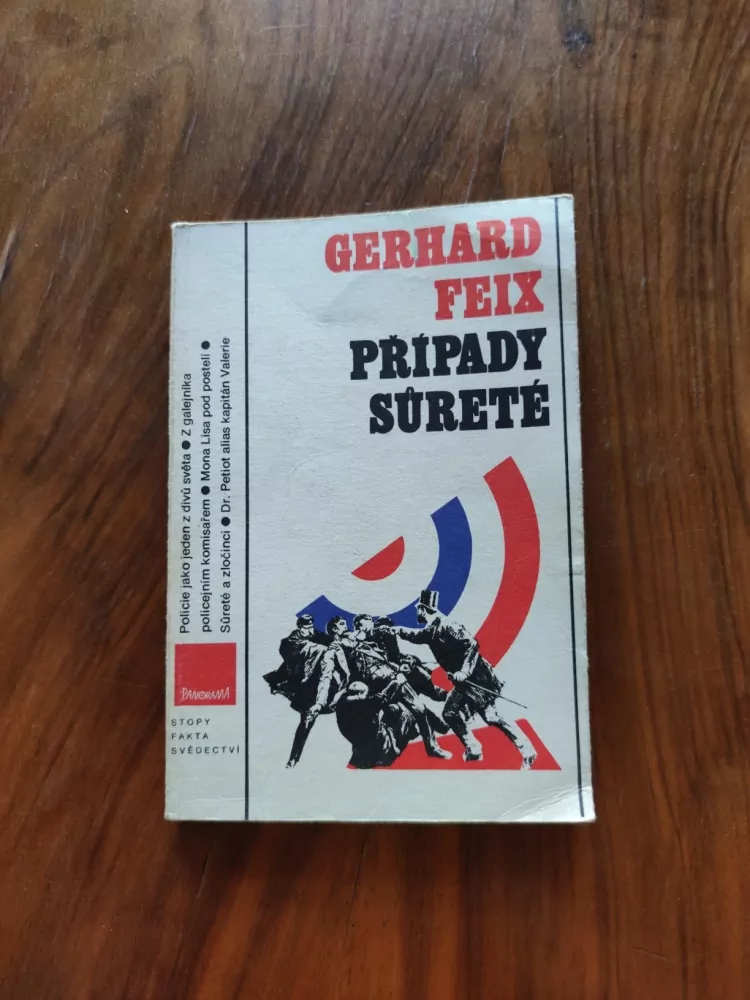 GERHARD
FEIX
PŘÍPADY
SÛRETÉ
Policie jako jeden z divů světa ● Z galejníka
policejním komisařem ● Mona Lisa pod postelí ●
Sûreté a zločinci ● Dr. Petiot alias kapitán Valerie
PANORAMA
STOPY
FAKTA
SVĚDECTVÍ